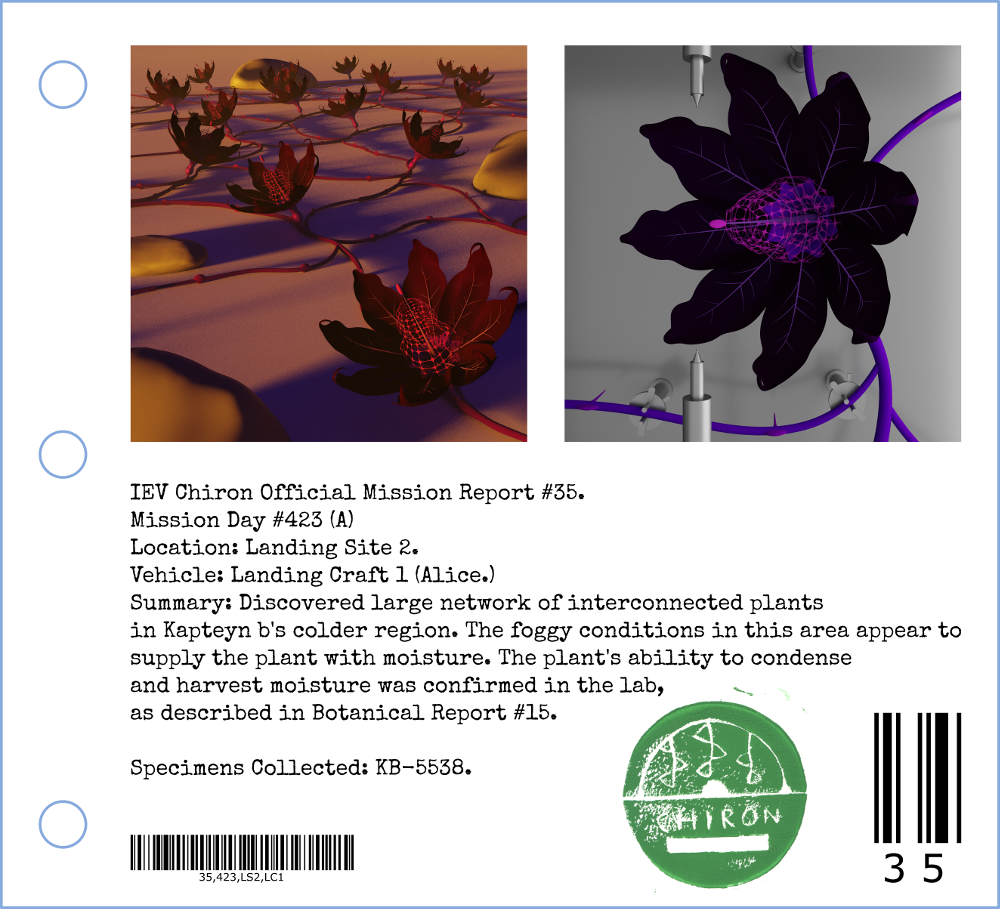 IEV Chiron Official Mission Report #35.
Mission Day #423 (A)
Location: Landing Site 2.
Vehicle: Landing Craft 1 (Alice.)
Summary: Discovered large network of interconnected plants
in Kapteyn b's colder region. The foggy conditions in this area appear to
supply the plant with moisture. The plant's ability to condense
and harvest moisture was confirmed in the lab,
as described in Botanical Report #15.
Specimens Collected: KB-5538.
CHIRON
35,423,LS2,LC1
35